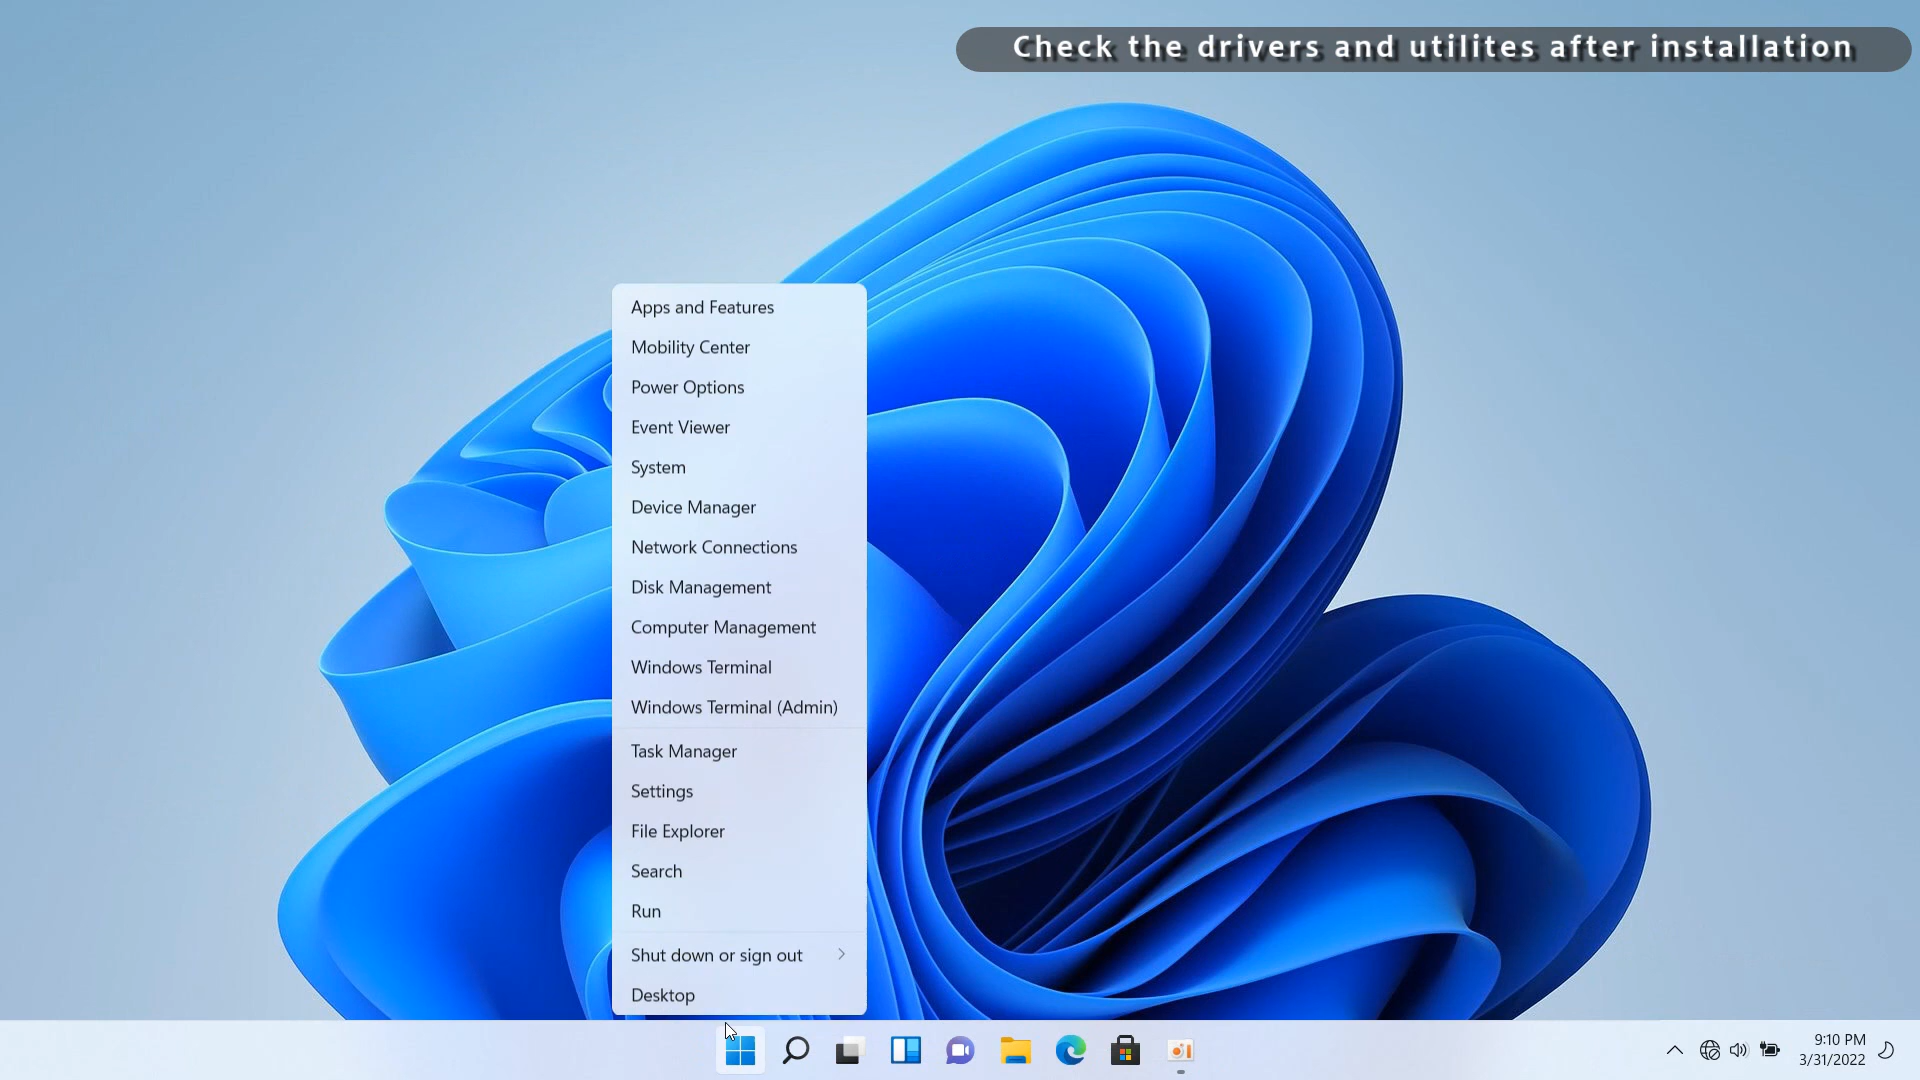 Check the drivers and utilites after installation
Apps and Features
Mobility Center
Power Options
Event Viewer
System
Device Manager
Network Connections
Disk Management
Computer Management
Windows Terminal
Windows Terminal (Admin)
Task Manager
Settings
File Explorer
Search
Run
Shut down or sign out
Desktop
9:10 PM
3/31/2022